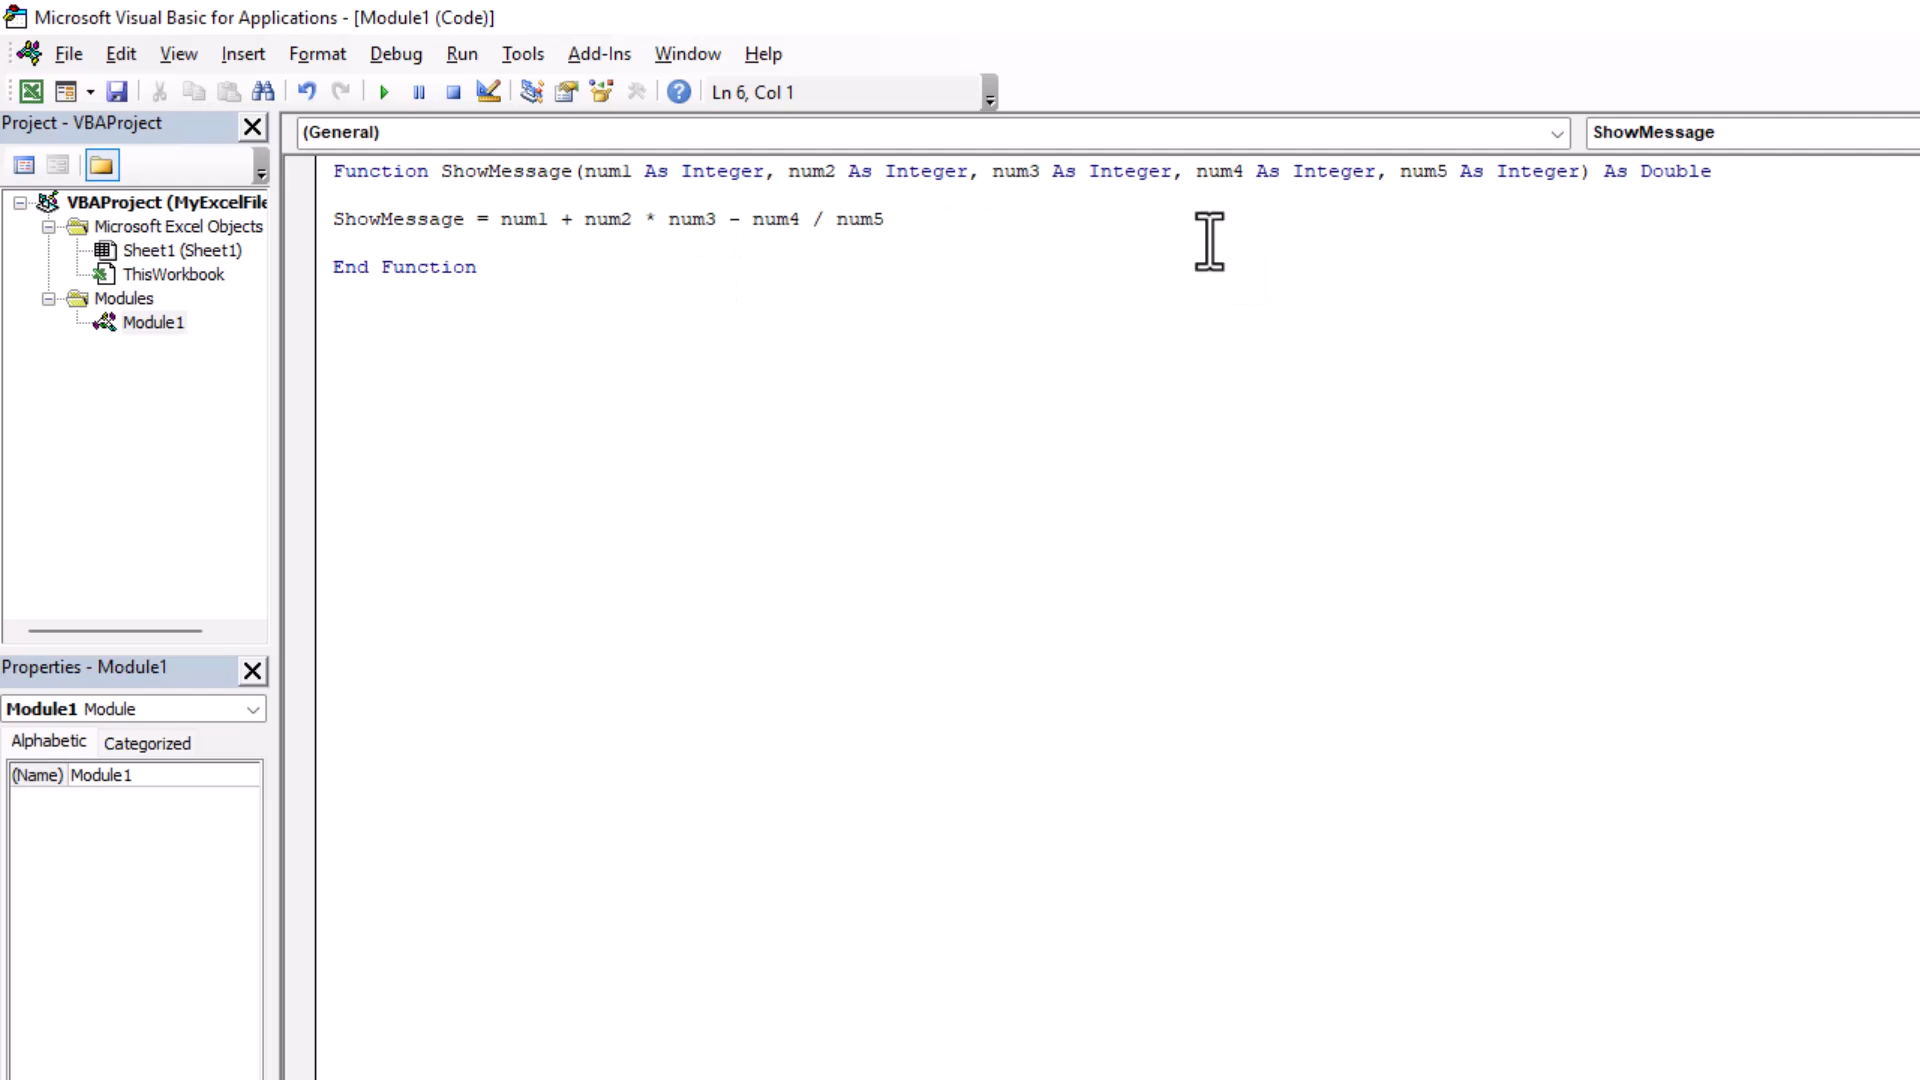 Microsoft Visual Basic for Applications - [Module1 (Code)]
File Edit View Insert Format Debug Run Tools Add-Ins Window Help
Ln 6, Col 1
Project - VBAProject
(General)
ShowMessage
VBAProject (MyExcelFile
Microsoft Excel Objects
Sheet1 (Sheet1)
ThisWorkbook
Modules
Module1
Function ShowMessage(num1 As Integer, num2 As Integer, num3 As Integer, num4 As Integer, num5 As Integer) As Double
ShowMessage = num1 + num2 * num3 - num4 / num5
End Function
Properties - Module1
Module1 Module
Alphabetic Categorized
(Name) Module1